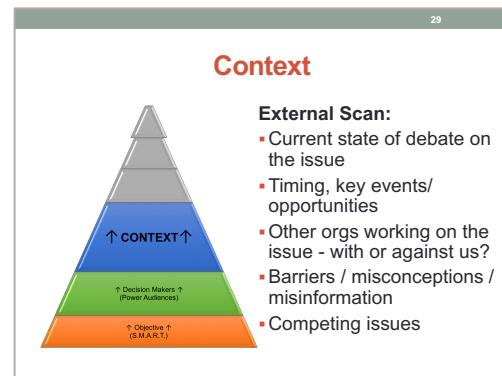 29
Context
↑ CONTEXT ↑
↑ Decision Makers ↑
(Power Audiences)
↑ Objective ↑
(S.M.A.R.T.)
External Scan:
▪Current state of debate on
the issue
▪Timing, key events/
opportunities
▪Other orgs working on the
issue - with or against us?
▪Barriers / misconceptions /
misinformation
▪Competing issues